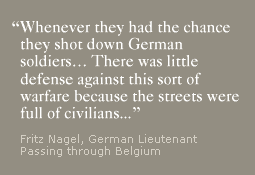 “Whenever they had the chance
they shot down German
soldiers… There was little
defense against this sort of
warfare because the streets were
full of civilians...”
Fritz Nagel, German Lieutenant
Passing through Belgium